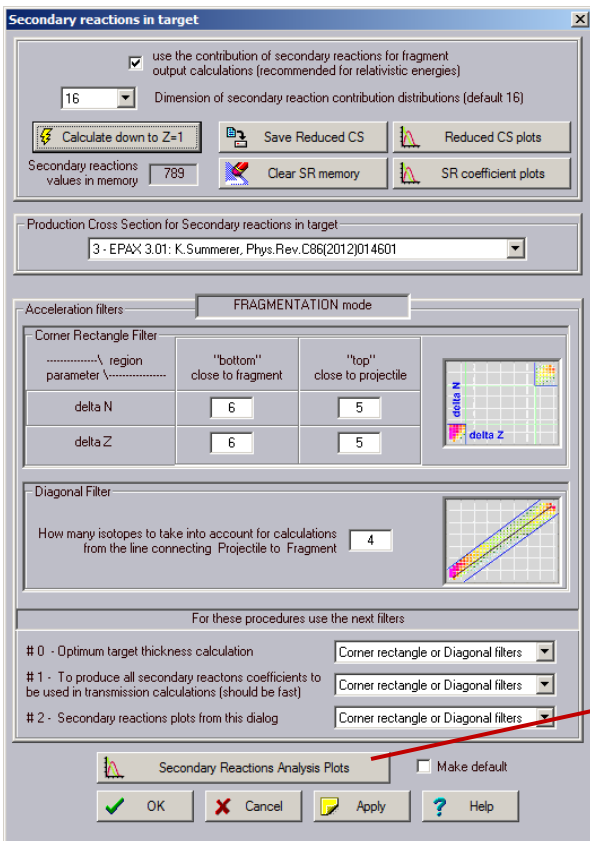 Secondary reactions in target
use the contribution of secondary reactions for fragment
output calculations (recommended for relativistic energies)
16
Dimension of secondary reaction contribution distributions (default 16)
Calculate down to Z=1
Save Reduced CS
Reduced CS plots
Secondary reactions
values in memory
789
Clear SR memory
SR coefficient plots
Production Cross Section for Secondary reactions in target
3 - EPAX 3.01: K.Summerer, Phys.Rev.C86(2012)014601
Acceleration filters
FRAGMENTATION mode
Corner Rectangle Filter
---------------\ region
parameter \----------------
"bottom"
close to fragment
"top"
close to projectile
delta N
6
5
delta Z
6
5
delta N
delta Z
Diagonal Filter
How many isotopes to take into account for calculations
from the line connecting Projectile to Fragment
4
For these procedures use the next filters
# 0 - Optimum target thickness calculation
Corner rectangle or Diagonal filters
# 1 - To produce all secondary reactons coefficients to
be used in transmission calculations (should be fast)
Corner rectangle or Diagonal filters
# 2 - Secondary reactions plots from this dialog
Corner rectangle or Diagonal filters
Secondary Reactions Analysis Plots
Make default
OK
Cancel
Apply
Help